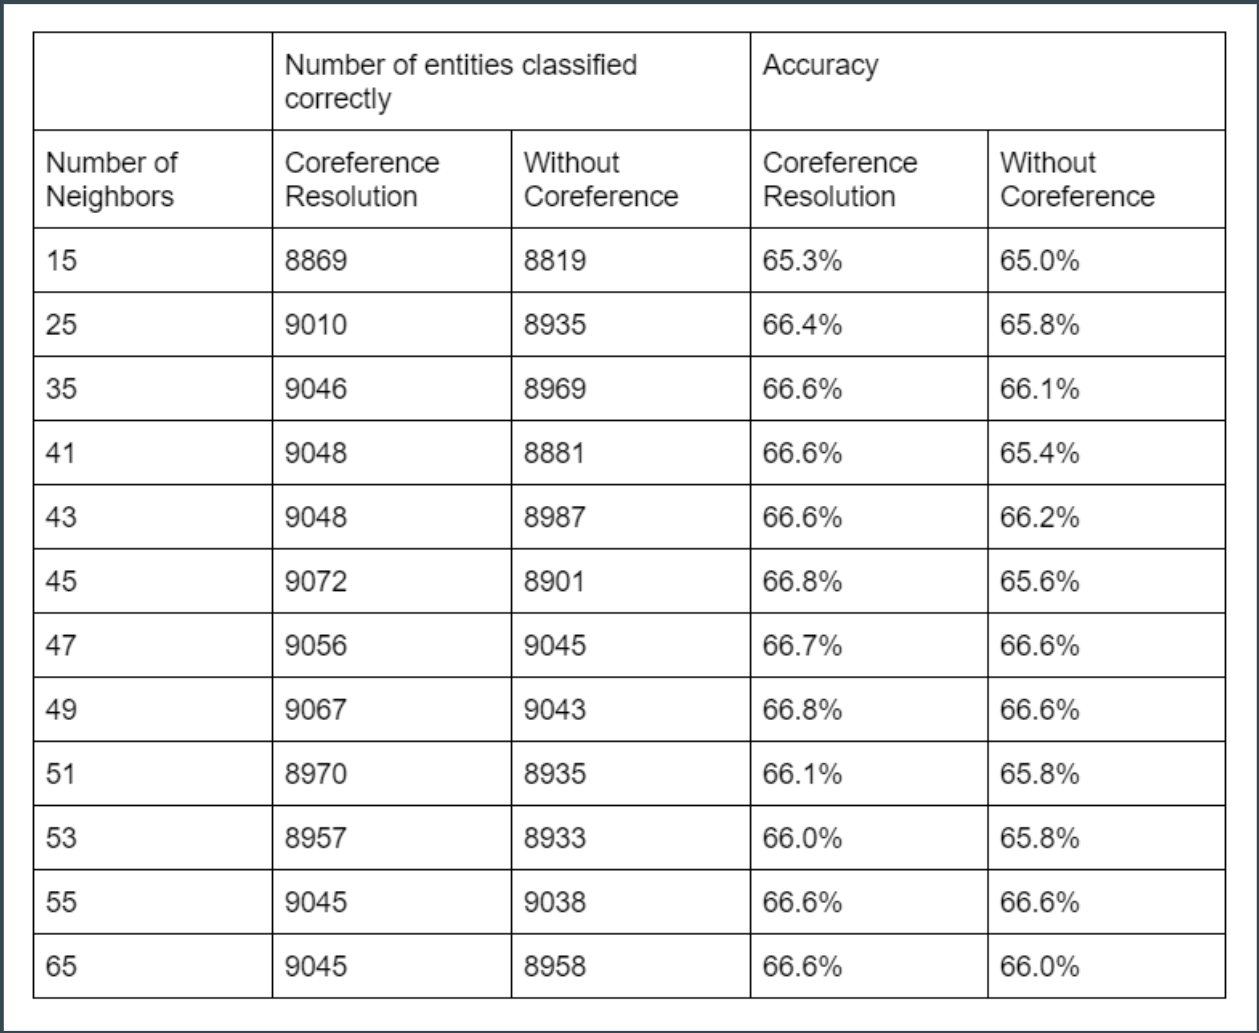 Number of entities classified
correctly
Accuracy
Number of
Neighbors
Coreference
Resolution
Without
Coreference
Coreference
Resolution
Without
Coreference
15 8869 8819 65.3% 65.0%
25 9010 8935 66.4% 65.8%
35 9046 8969 66.6% 66.1%
41 9048 8881 66.6% 65.4%
43 9048 8987 66.6% 66.2%
45 9072 8901 66.8% 65.6%
47 9056 9045 66.7% 66.6%
49 9067 9043 66.8% 66.6%
51 8970 8935 66.1% 65.8%
53 8957 8933 66.0% 65.8%
55 9045 9038 66.6% 66.6%
65 9045 8958 66.6% 66.0%